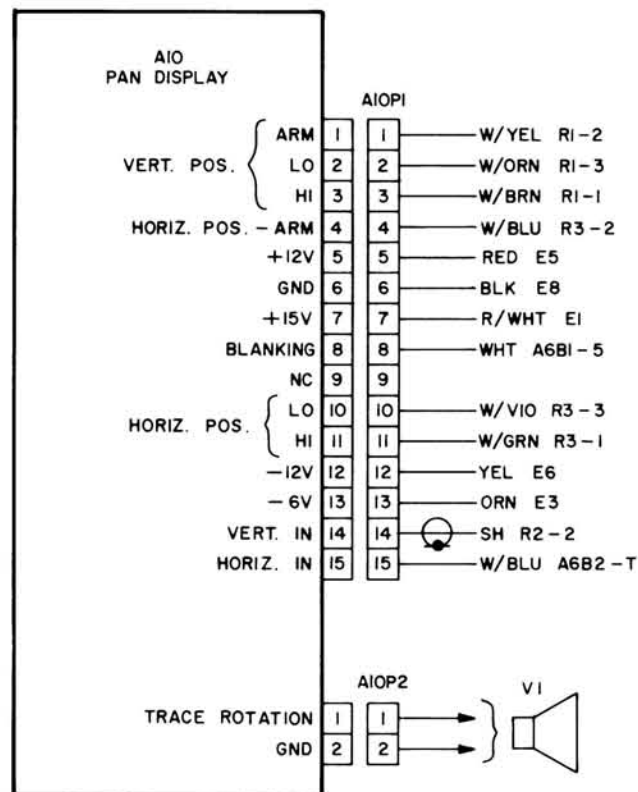 A10
PAN DISPLAY
A10P1
VERT. POS.
ARM 1 1 W/YEL R1-2
LO 2 2 W/ORN R1-3
HI 3 3 W/BRN R1-1
HORIZ. POS. - ARM 4 4 W/BLU R3-2
+12V 5 5 RED E5
GND 6 6 BLK E8
+15V 7 7 R/WHT E1
BLANKING 8 8 WHT A6B1-5
NC 9 9
HORIZ. POS.
LO 10 10 W/VIO R3-3
HI 11 11 W/GRN R3-1
-12V 12 12 YEL E6
-6V 13 13 ORN E3
VERT. IN 14 14 SH R2-2
HORIZ. IN 15 15 W/BLU A6B2-T
A10P2
V1
TRACE ROTATION 1 1
GND 2 2